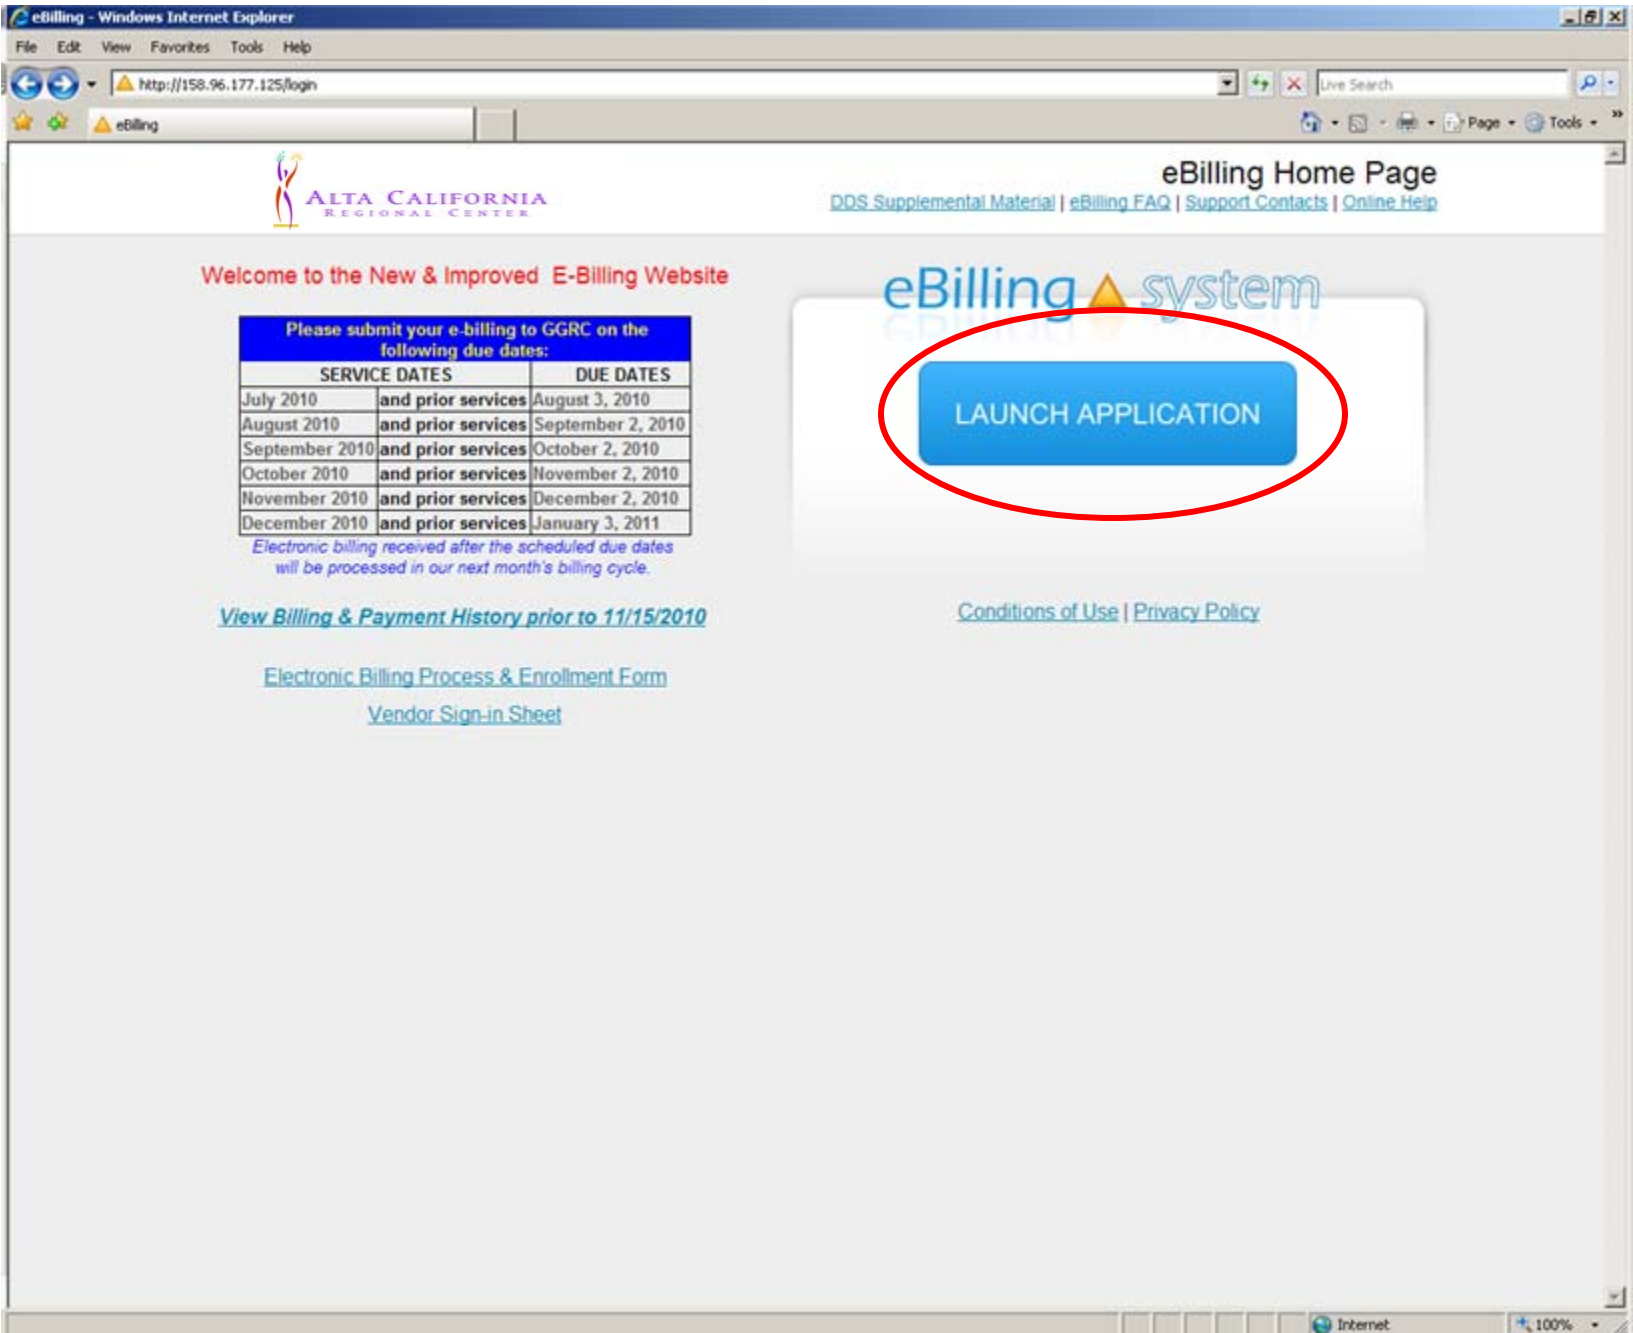 eBilling - Windows Internet Explorer
File Edit View Favorites Tools Help
http://158.96.177.125/login
Live Search
eBilling
Page Tools
ALTA CALIFORNIA
REGIONAL CENTER
eBilling Home Page
DDS Supplemental Material | eBilling FAQ | Support Contacts | Online Help
Welcome to the New & Improved E-Billing Website
Please submit your e-billing to GGRC on the
following due dates:
SERVICE DATES DUE DATES
July 2010 and prior services August 3, 2010
August 2010 and prior services September 2, 2010
September 2010 and prior services October 2, 2010
October 2010 and prior services November 2, 2010
November 2010 and prior services December 2, 2010
December 2010 and prior services January 3, 2011
Electronic billing received after the scheduled due dates
will be processed in our next month's billing cycle.
View Billing & Payment History prior to 11/15/2010
Electronic Billing Process & Enrollment Form
Vendor Sign-in Sheet
eBilling system
LAUNCH APPLICATION
Conditions of Use | Privacy Policy
Internet
100%